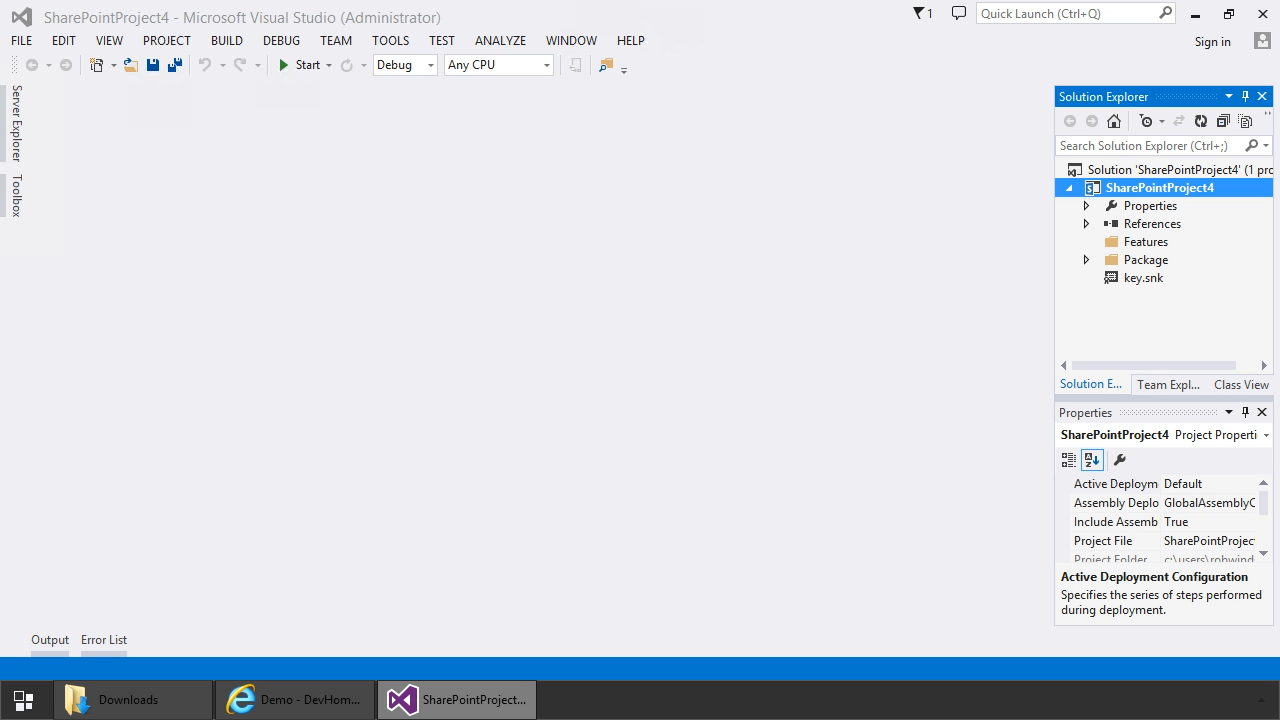 SharePointProject4 - Microsoft Visual Studio (Administrator)
1
Quick Launch (Ctrl+Q)
FILE EDIT VIEW PROJECT BUILD DEBUG TEAM TOOLS TEST ANALYZE WINDOW HELP
Sign in
Start Debug Any CPU
Server Explorer
Toolbox
Solution Explorer
Search Solution Explorer (Ctrl+;)
Solution 'SharePointProject4' (1 pro
SharePointProject4
Properties
References
Features
Package
key.snk
Solution E... Team Expl... Class View
Properties
SharePointProject4 Project Properti
Active Deploym Default
Assembly Deplo GlobalAssemblyC
Include Assemb True
Project File SharePointProject
Project Folder c:\users\robwind
Active Deployment Configuration
Specifies the series of steps performed
during deployment.
Output Error List
Downloads
Demo - DevHom...
SharePointProject...